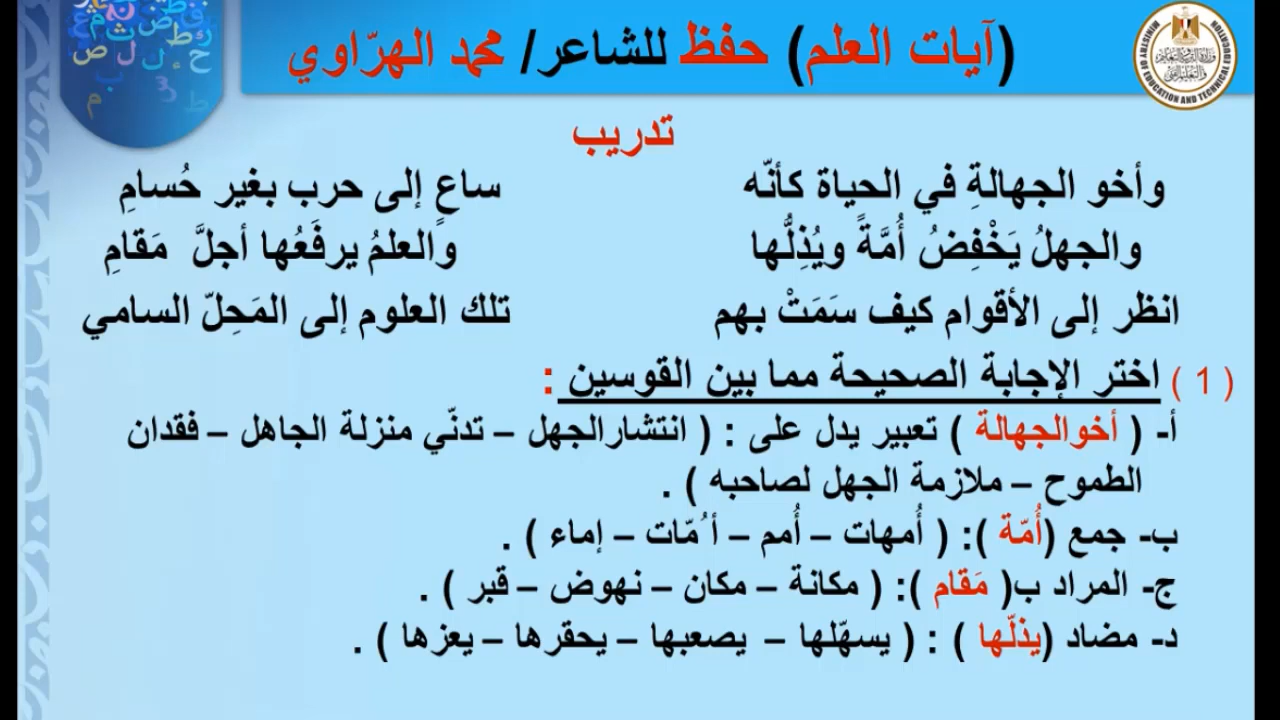 (آيات العلم) حفظ للشاعر/ محمد الهرّاوي
تدريب
وأخو الجهالةِ في الحياة كأنّه ساعٍ إلى حرب بغير حُسامِ
والجهلُ يَخْفِضُ أُمَّةً ويُذِلُّها والعلمُ يرفَعُها أجلَّ مَقامِ
انظر إلى الأقوام كيف سَمَتْ بهم تلك العلوم إلى المَحِلّ السامي
( 1 ) اختر الإجابة الصحيحة مما بين القوسين :
أ- ( أخوالجهالة ) تعبير يدل على : ( انتشارالجهل – تدنّي منزلة الجاهل – فقدان
الطموح – ملازمة الجهل لصاحبه ) .
ب- جمع (أُمّة ): ( أُمهات – أُمم – أُمّات – إماء ) .
ج- المراد ب( مَقام ): ( مكانة – مكان – نهوض – قبر ) .
د- مضاد (يذلّها ) : ( يسهّلها – يصعبها – يحقرها – يعزها ) .